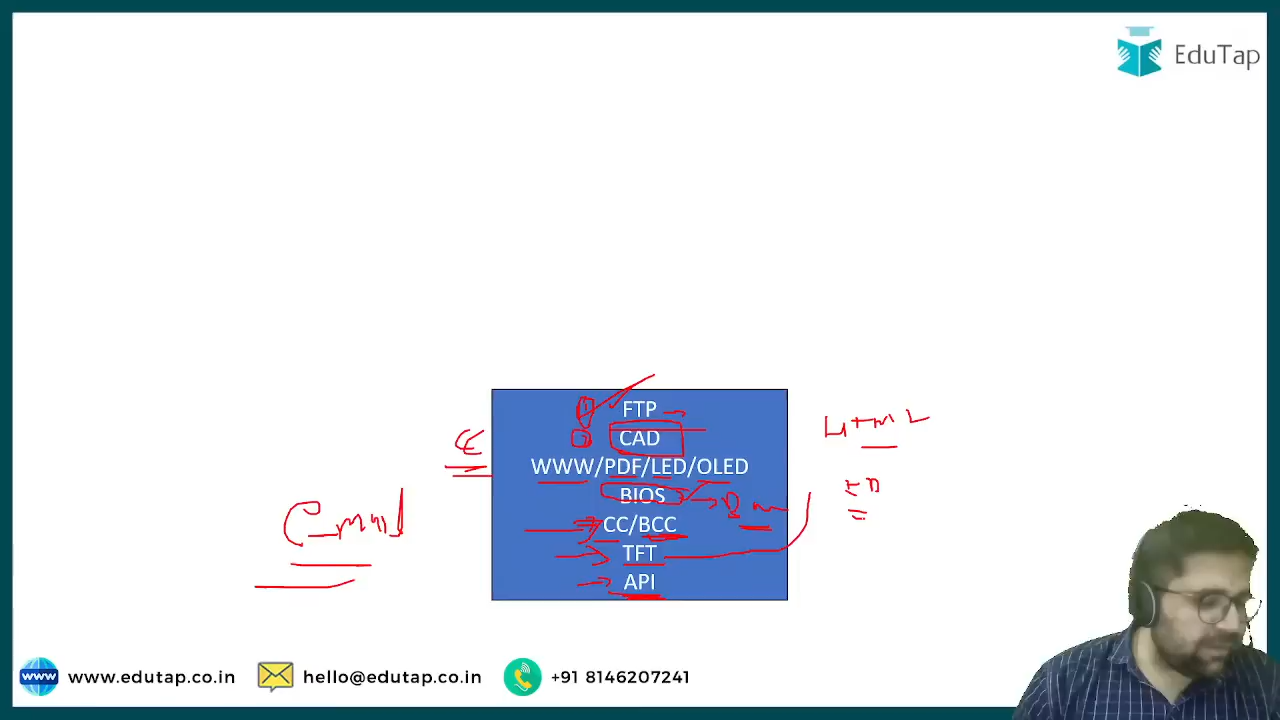 EduTap
FTP
CAD
WWW/PDF/LED/OLED
BIOS
CC/BCC
TFT
API
HTML
www
www.edutap.co.in
hello@edutap.co.in
+91 8146207241